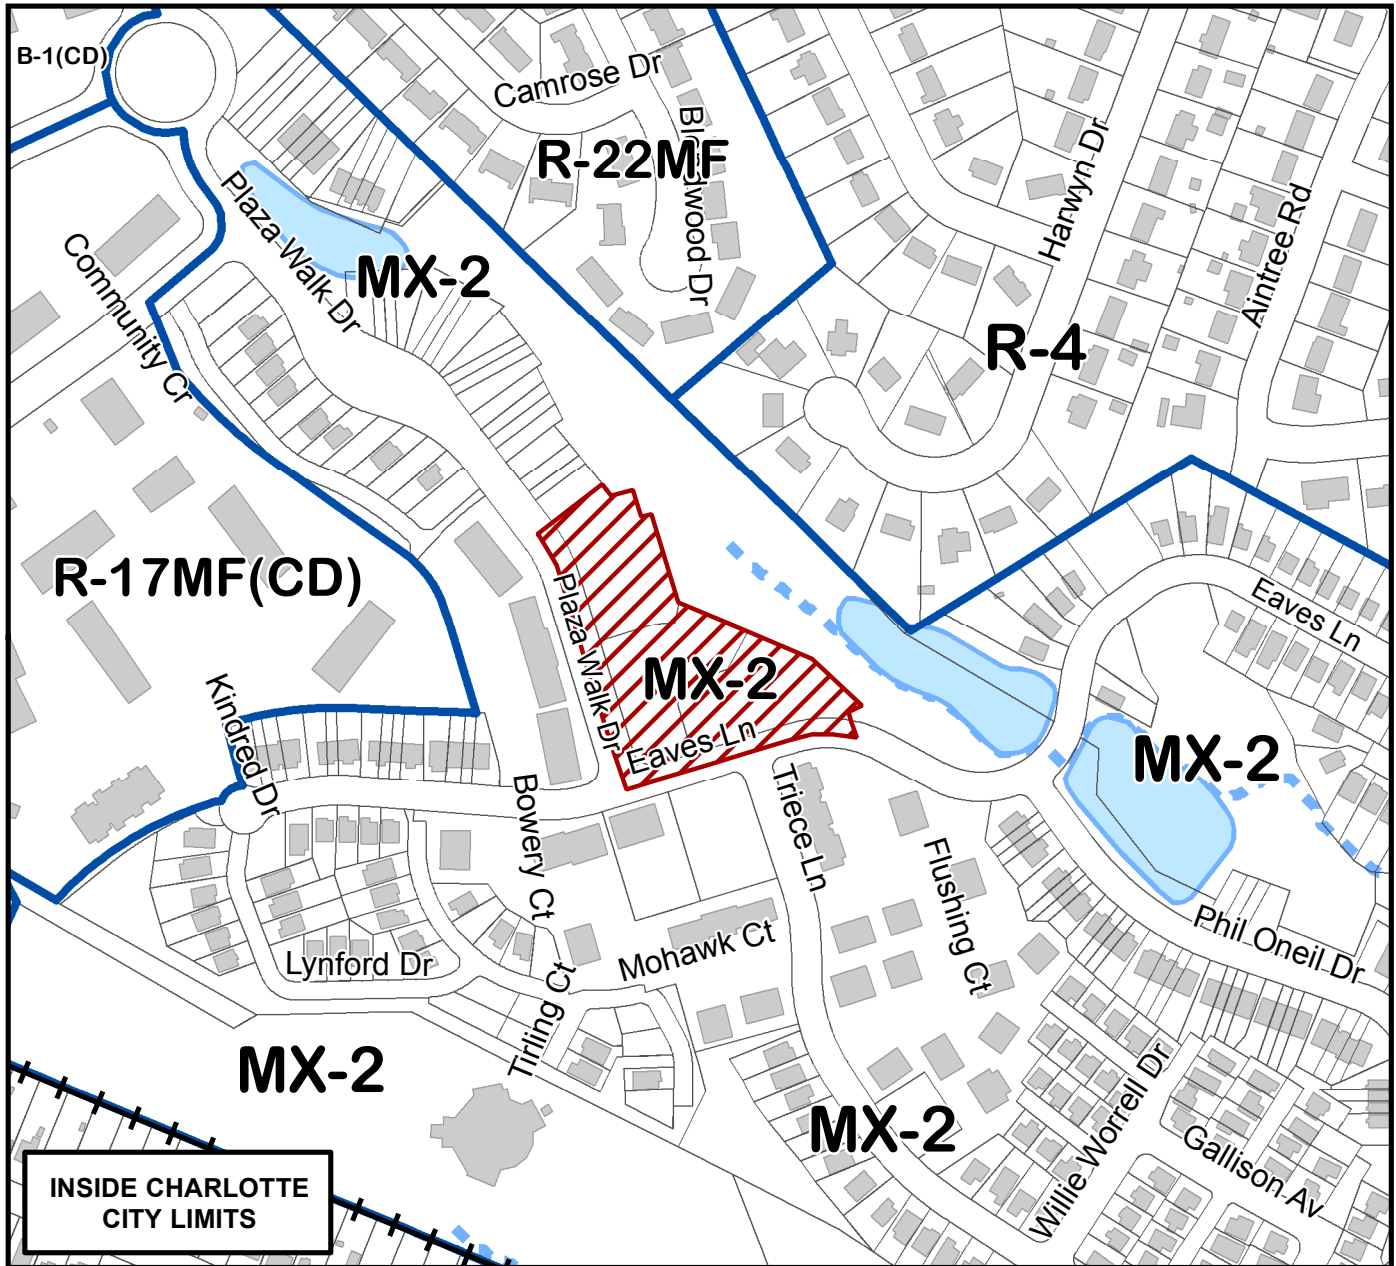 B-1(CD)
Camrose Dr
R-22MF
Harwyn Dr
Plaza Walk Dr
Aintree Rd
Community Cr
MX-2
R-4
R-17MF(CD)
Plaza Walk Dr
Eaves Ln
MX-2
Kindred Dr
Eaves Ln
MX-2
Bowery Ct
Triece Ln
Flushing Ct
Phil Oneil Dr
Lynford Dr
Mohawk Ct
Tirling Ct
MX-2
MX-2
Willie Worrell Dr
Gallison Av
INSIDE CHARLOTTE
CITY LIMITS